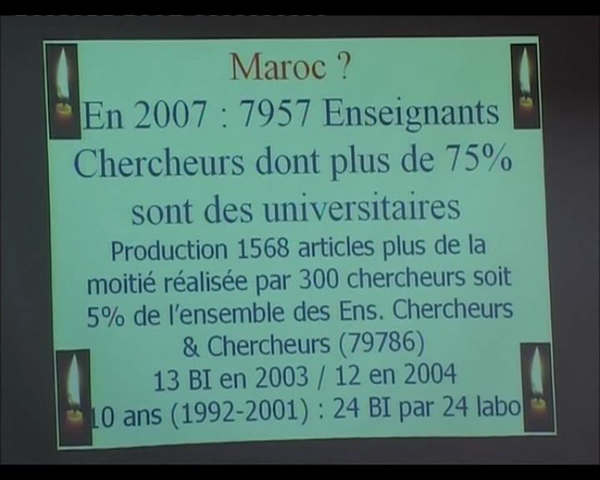 Maroc ?
En 2007 : 7957 Enseignants
Chercheurs dont plus de 75%
sont des universitaires
Production 1568 articles plus de la
moitié réalisée par 300 chercheurs soit
5% de l'ensemble des Ens. Chercheurs
& Chercheurs (79786)
13 BI en 2003 / 12 en 2004
10 ans (1992-2001) : 24 BI par 24 labo